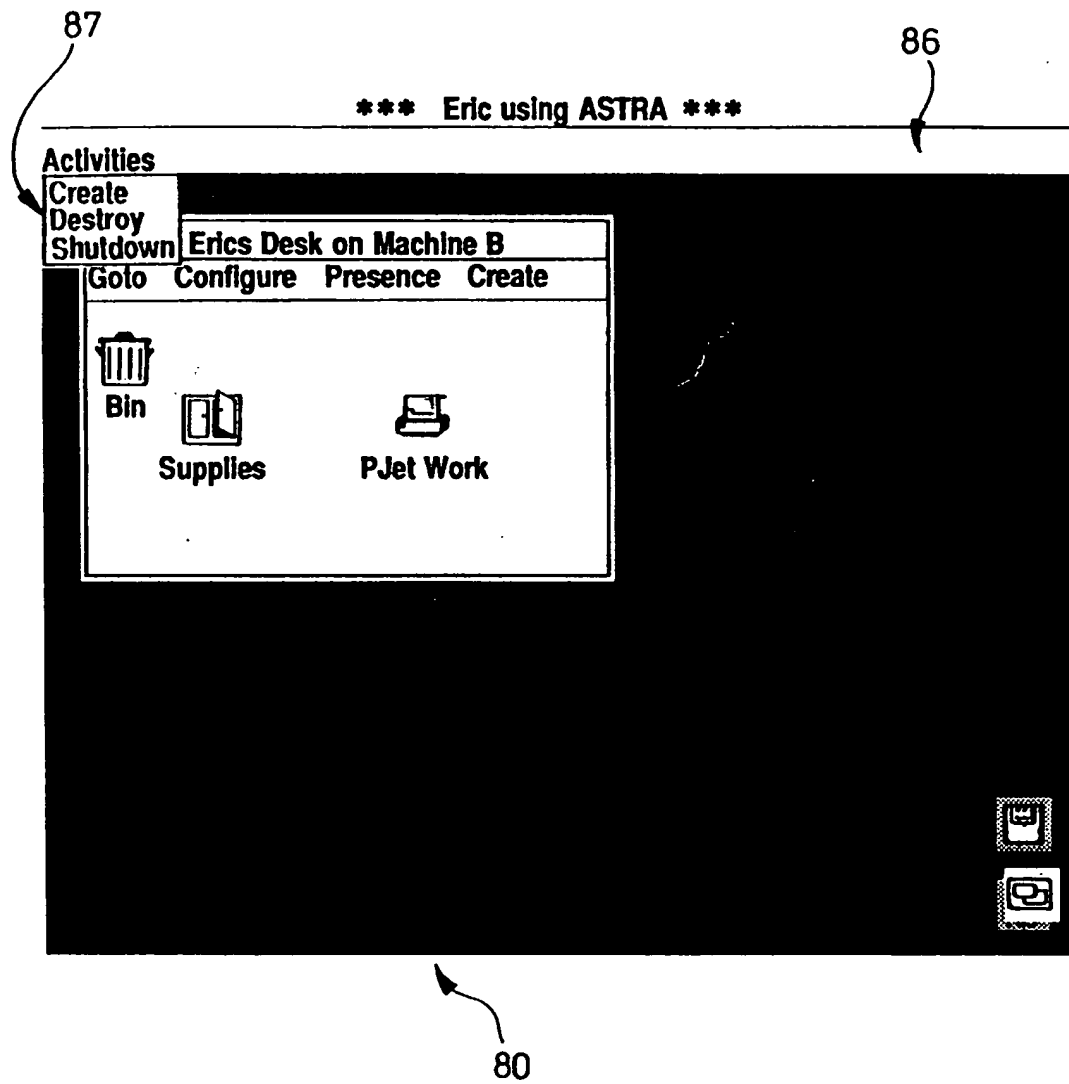 87
86
*** Eric using ASTRA ***
Activities
Create
Destroy
Shutdown
Erics Desk on Machine B
Goto Configure Presence Create
Bin
Supplies
PJet Work
80